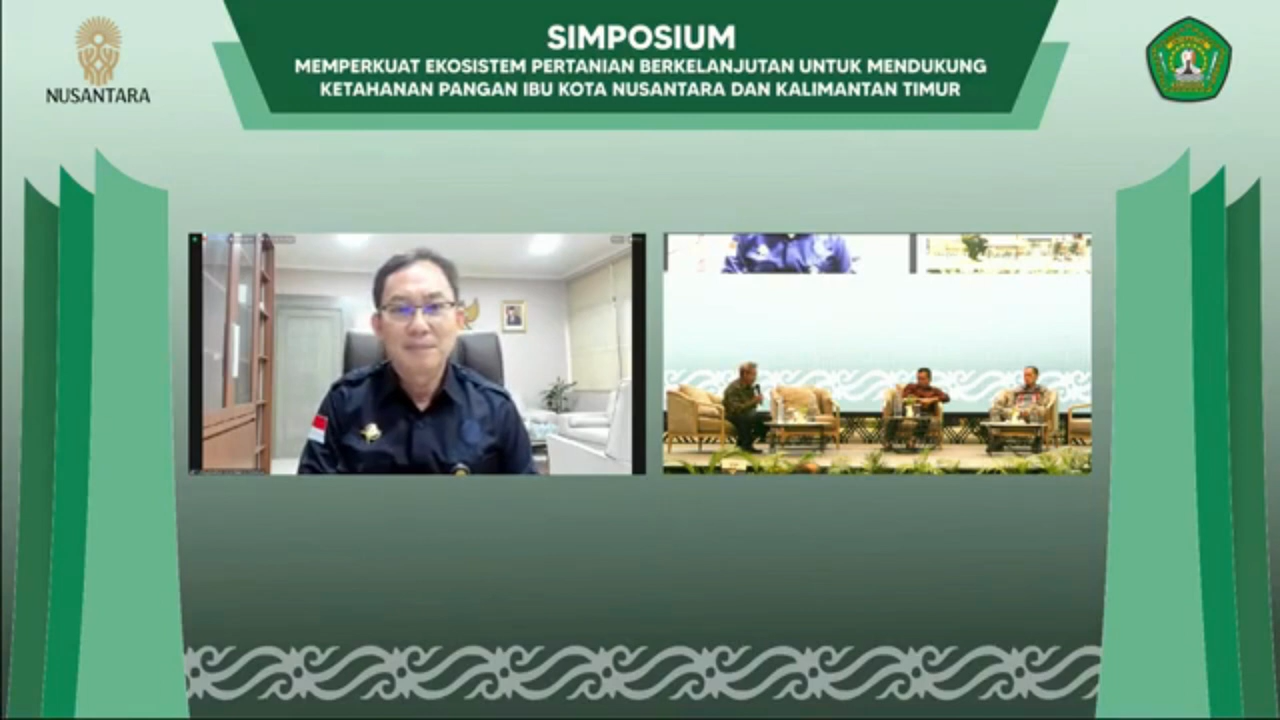 SIMPOSIUM
MEMPERKUAT EKOSISTEM PERTANIAN BERKELANJUTAN UNTUK MENDUKUNG
KETAHANAN PANGAN IBU KOTA NUSANTARA DAN KALIMANTAN TIMUR
NUSANTARA